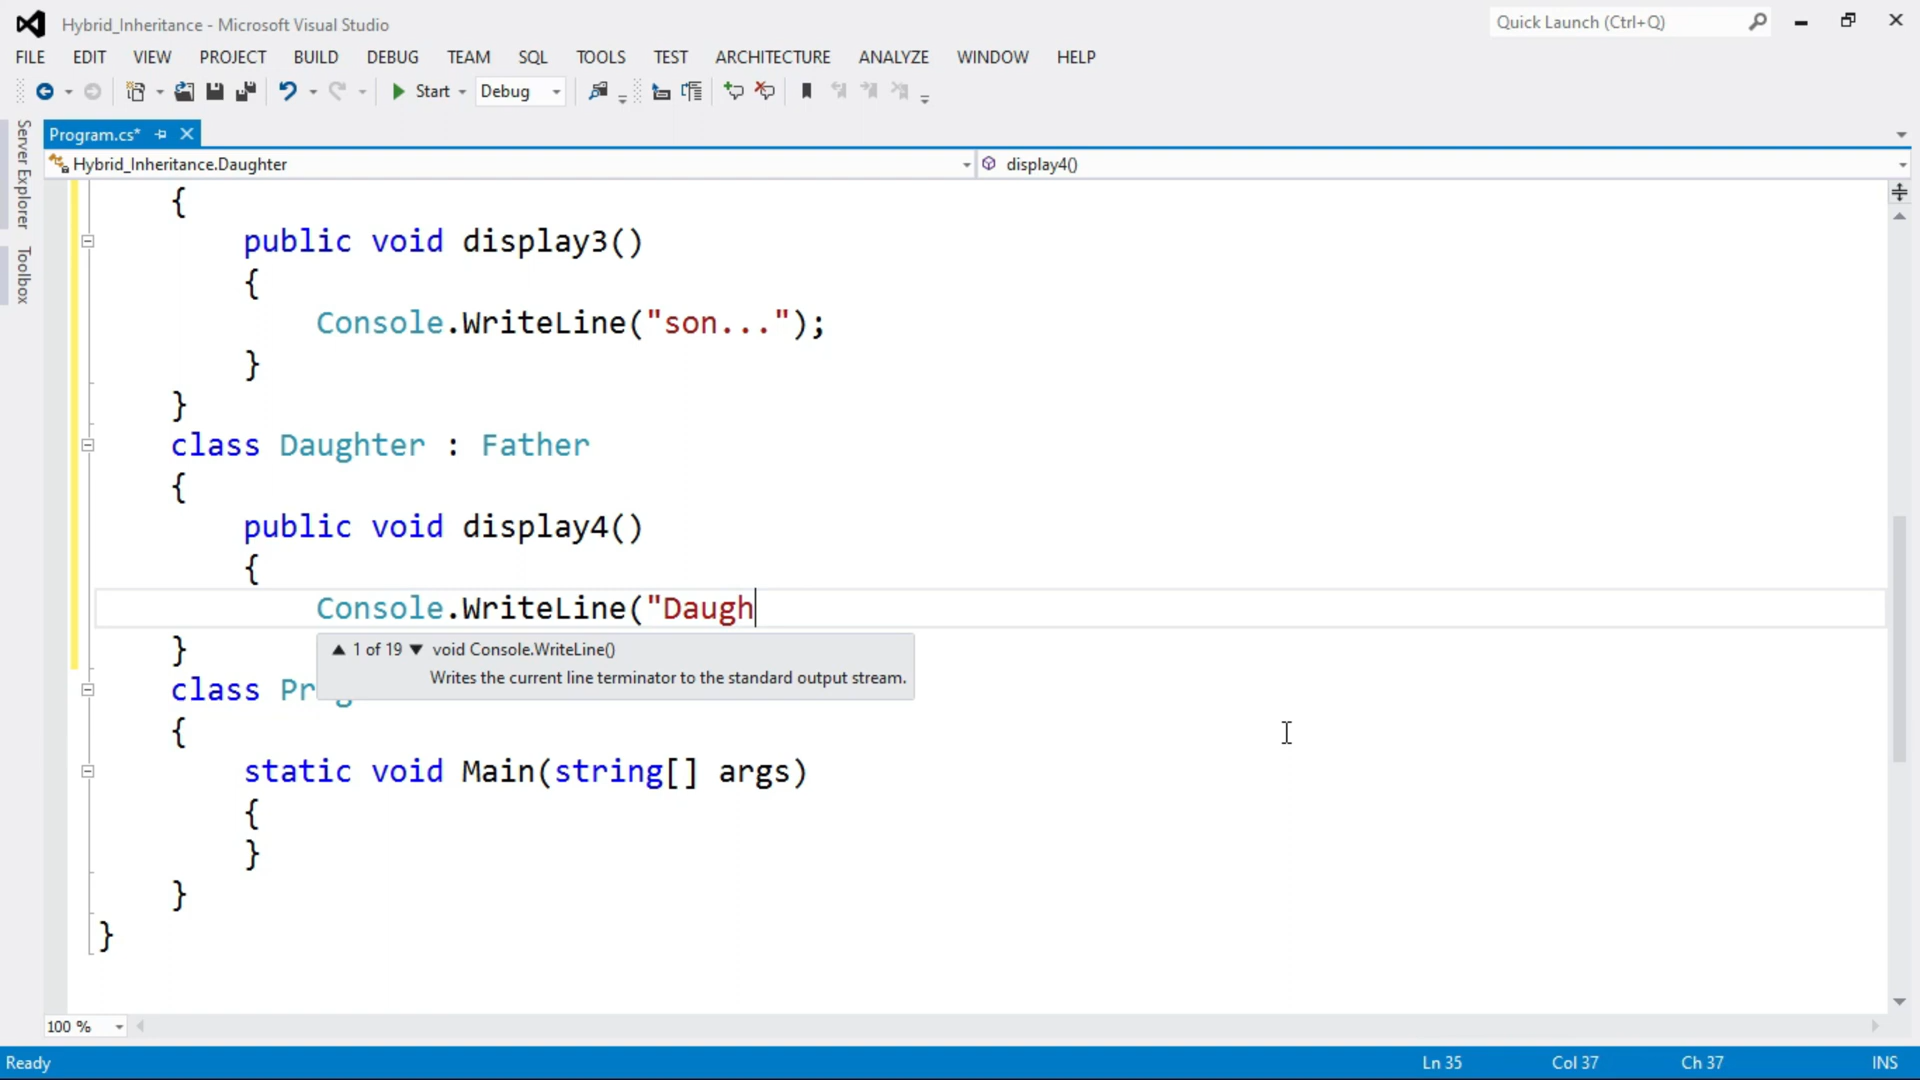 Hybrid_Inheritance - Microsoft Visual Studio
Quick Launch (Ctrl+Q)
FILE EDIT VIEW PROJECT BUILD DEBUG TEAM SQL TOOLS TEST ARCHITECTURE ANALYZE WINDOW HELP
Start Debug
Program.cs*
Hybrid_Inheritance.Daughter display4()
Server Explorer
Toolbox
{
public void display3()
{
Console.WriteLine("son...");
}
}
class Daughter : Father
{
public void display4()
{
Console.WriteLine("Daugh
}
1 of 19 void Console.WriteLine()
Writes the current line terminator to the standard output stream.
class
{
static void Main(string[] args)
{
}
}
}
100 %
Ready Ln 35 Col 37 Ch 37 INS